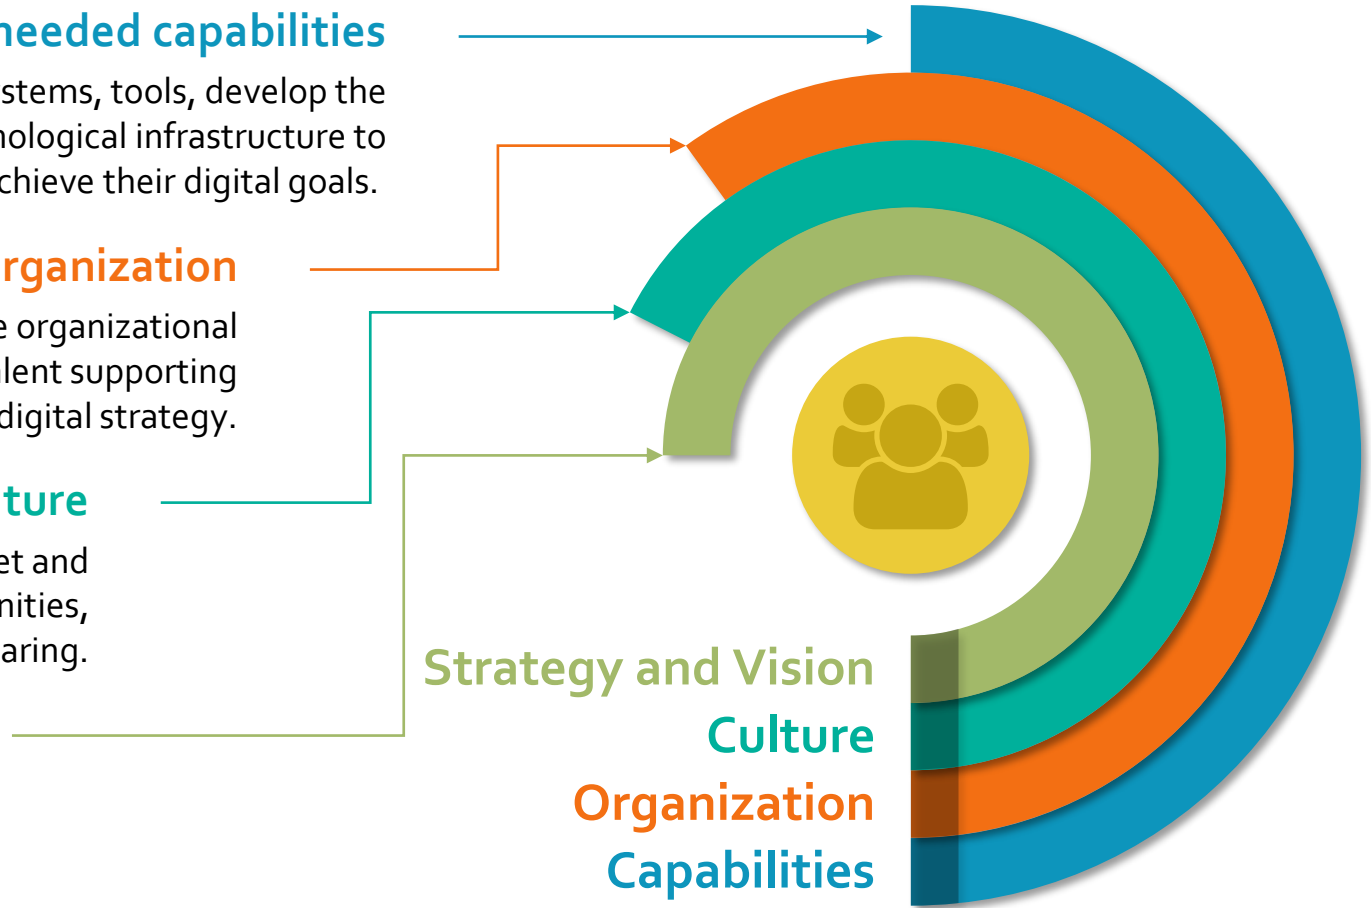 needed capabilities
stems, tools, develop the
nological infrastructure to
chieve their digital goals.
rganization
e organizational
alent supporting
digital strategy.
ture
et and
nities,
aring.
Strategy and Vision
Culture
Organization
Capabilities